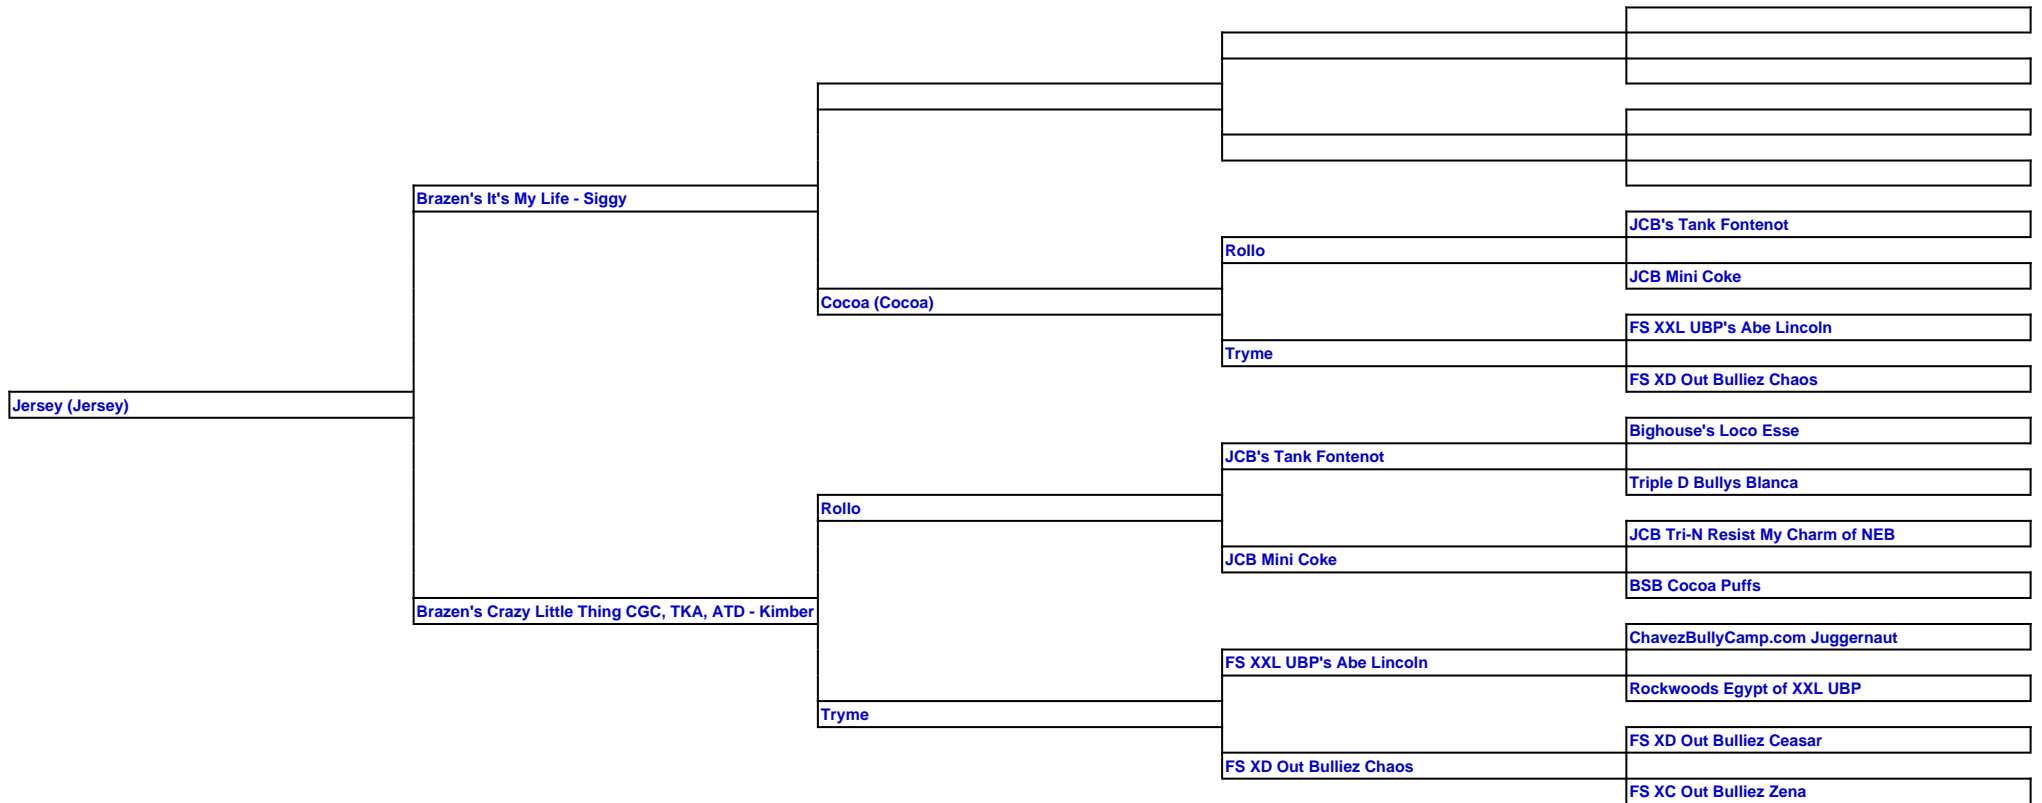 Brazen's It's My Life - Siggy
JCB's Tank Fontenot
Rollo
JCB Mini Coke
Cocoa (Cocoa)
FS XXL UBP's Abe Lincoln
Tryme
FS XD Out Bulliez Chaos
Jersey (Jersey)
Bighouse's Loco Esse
JCB's Tank Fontenot
Triple D Bullys Blanca
Rollo
JCB Tri-N Resist My Charm of NEB
JCB Mini Coke
BSB Cocoa Puffs
Brazen's Crazy Little Thing CGC, TKA, ATD - Kimber
ChavezBullyCamp.com Juggernaut
FS XXL UBP's Abe Lincoln
Rockwoods Egypt of XXL UBP
Tryme
FS XD Out Bulliez Ceasar
FS XD Out Bulliez Chaos
FS XC Out Bulliez Zena